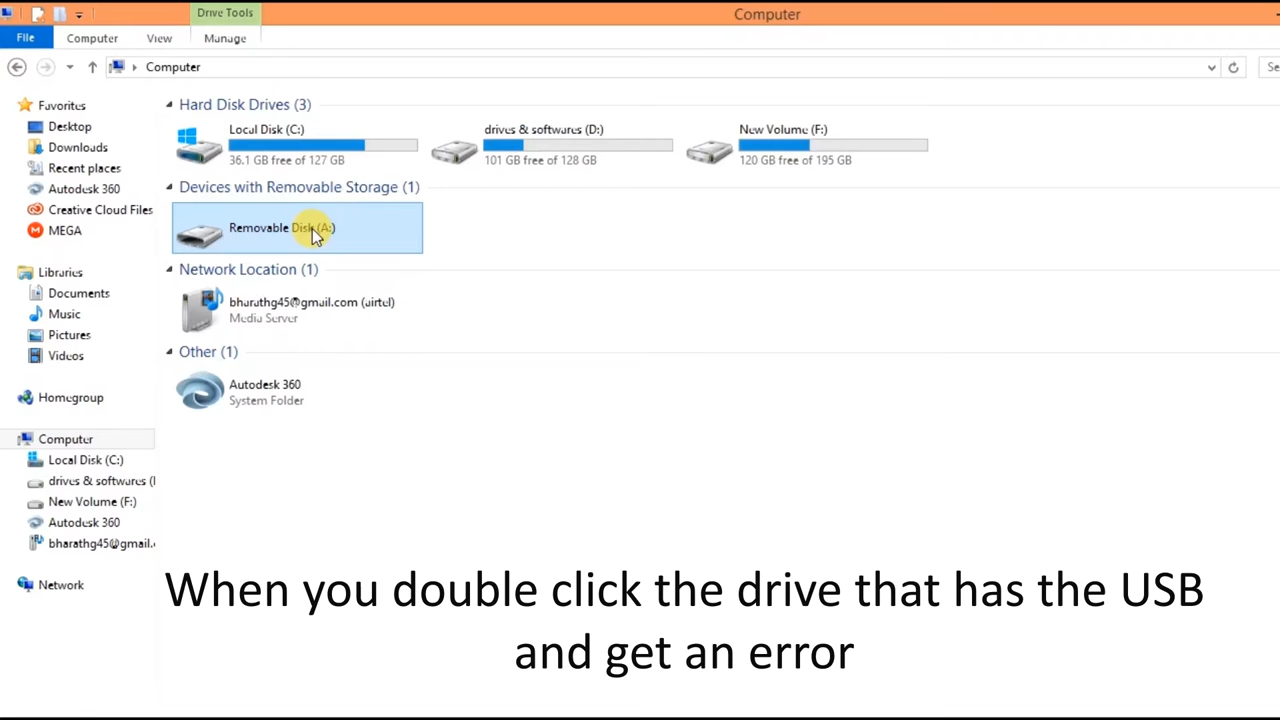 Drive Tools
Computer
File
Computer
View
Manage
Computer
Se
Favorites
Desktop
Downloads
Recent places
Autodesk 360
Creative Cloud Files
MEGA
Libraries
Documents
Music
Pictures
Videos
Homegroup
Computer
Local Disk (C:)
drives & softwares (I
New Volume (F:)
Autodesk 360
bharathg45@gmail.c
Network
Hard Disk Drives (3)
Local Disk (C:)
36.1 GB free of 127 GB
drives & softwares (D:)
101 GB free of 128 GB
New Volume (F:)
120 GB free of 195 GB
Devices with Removable Storage (1)
Removable Disk (A:)
Network Location (1)
bharathg45@gmail.com (airtel)
Media Server
Other (1)
Autodesk 360
System Folder
When you double click the drive that has the USB
and get an error